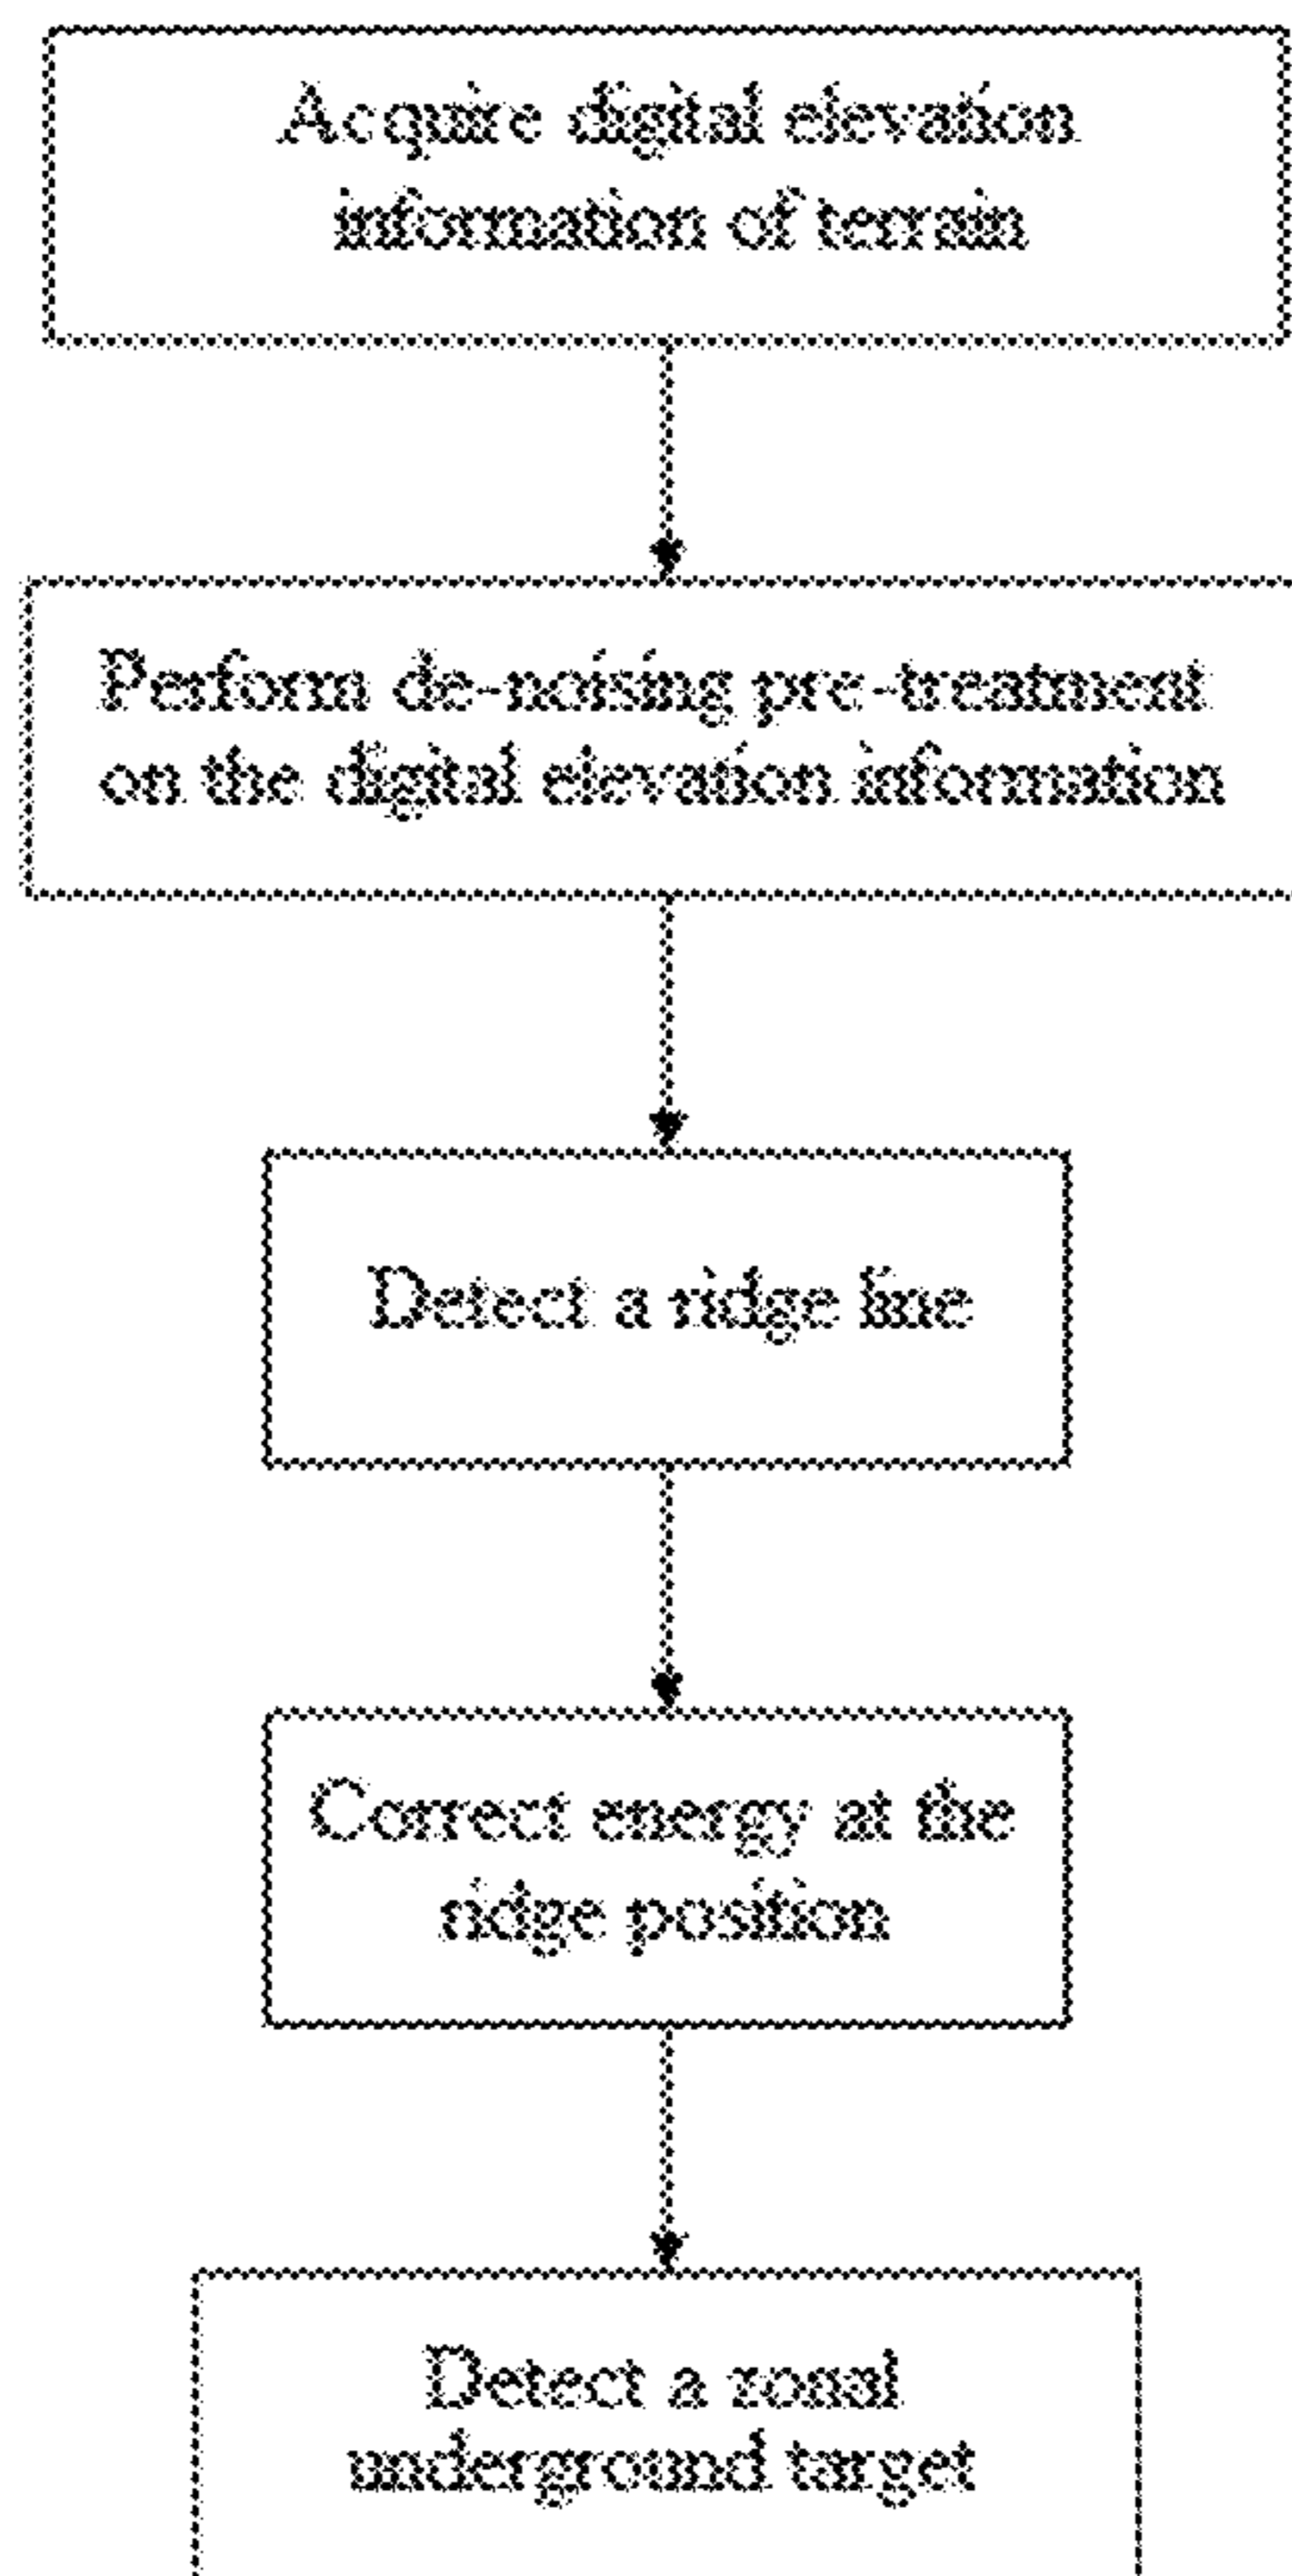 Acquire digital elevation
information of terrain
Perform de-noising pre-treatment
on the digital elevation information
Detect a ridge line
Correct energy at the
ridge position
Detect a zonal
underground target